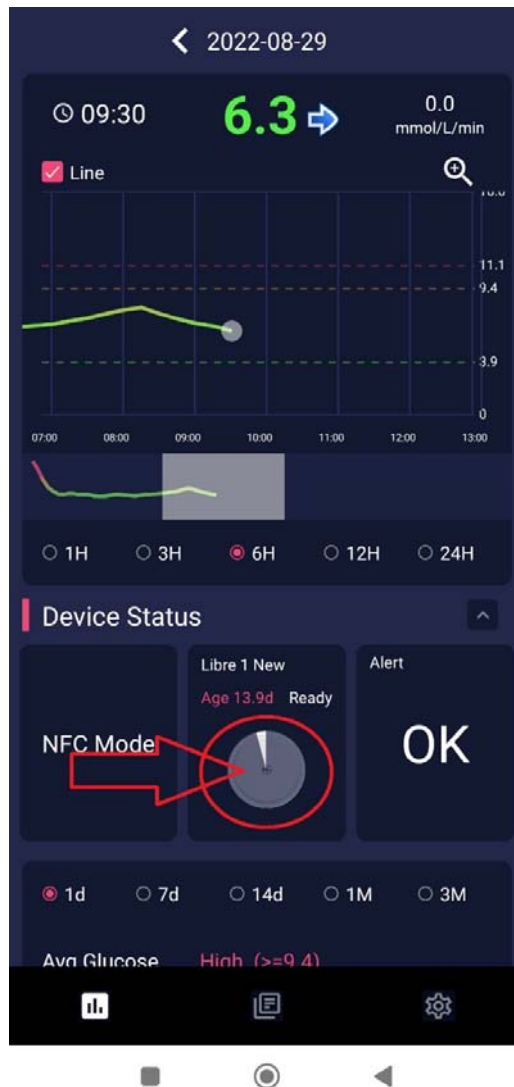 2022-08-29
09:30
6.3
0.0
mmol/L/min
Line
11.1
9.4
3.9
0
07:00 08:00 09:00 10:00 11:00 12:00 13:00
1H 3H 6H 12H 24H
Device Status
NFC Mode
Libre 1 New
Age 13.9d Ready
Alert
OK
1d 7d 14d 1M 3M
Avg Glucose High (>=9.4)